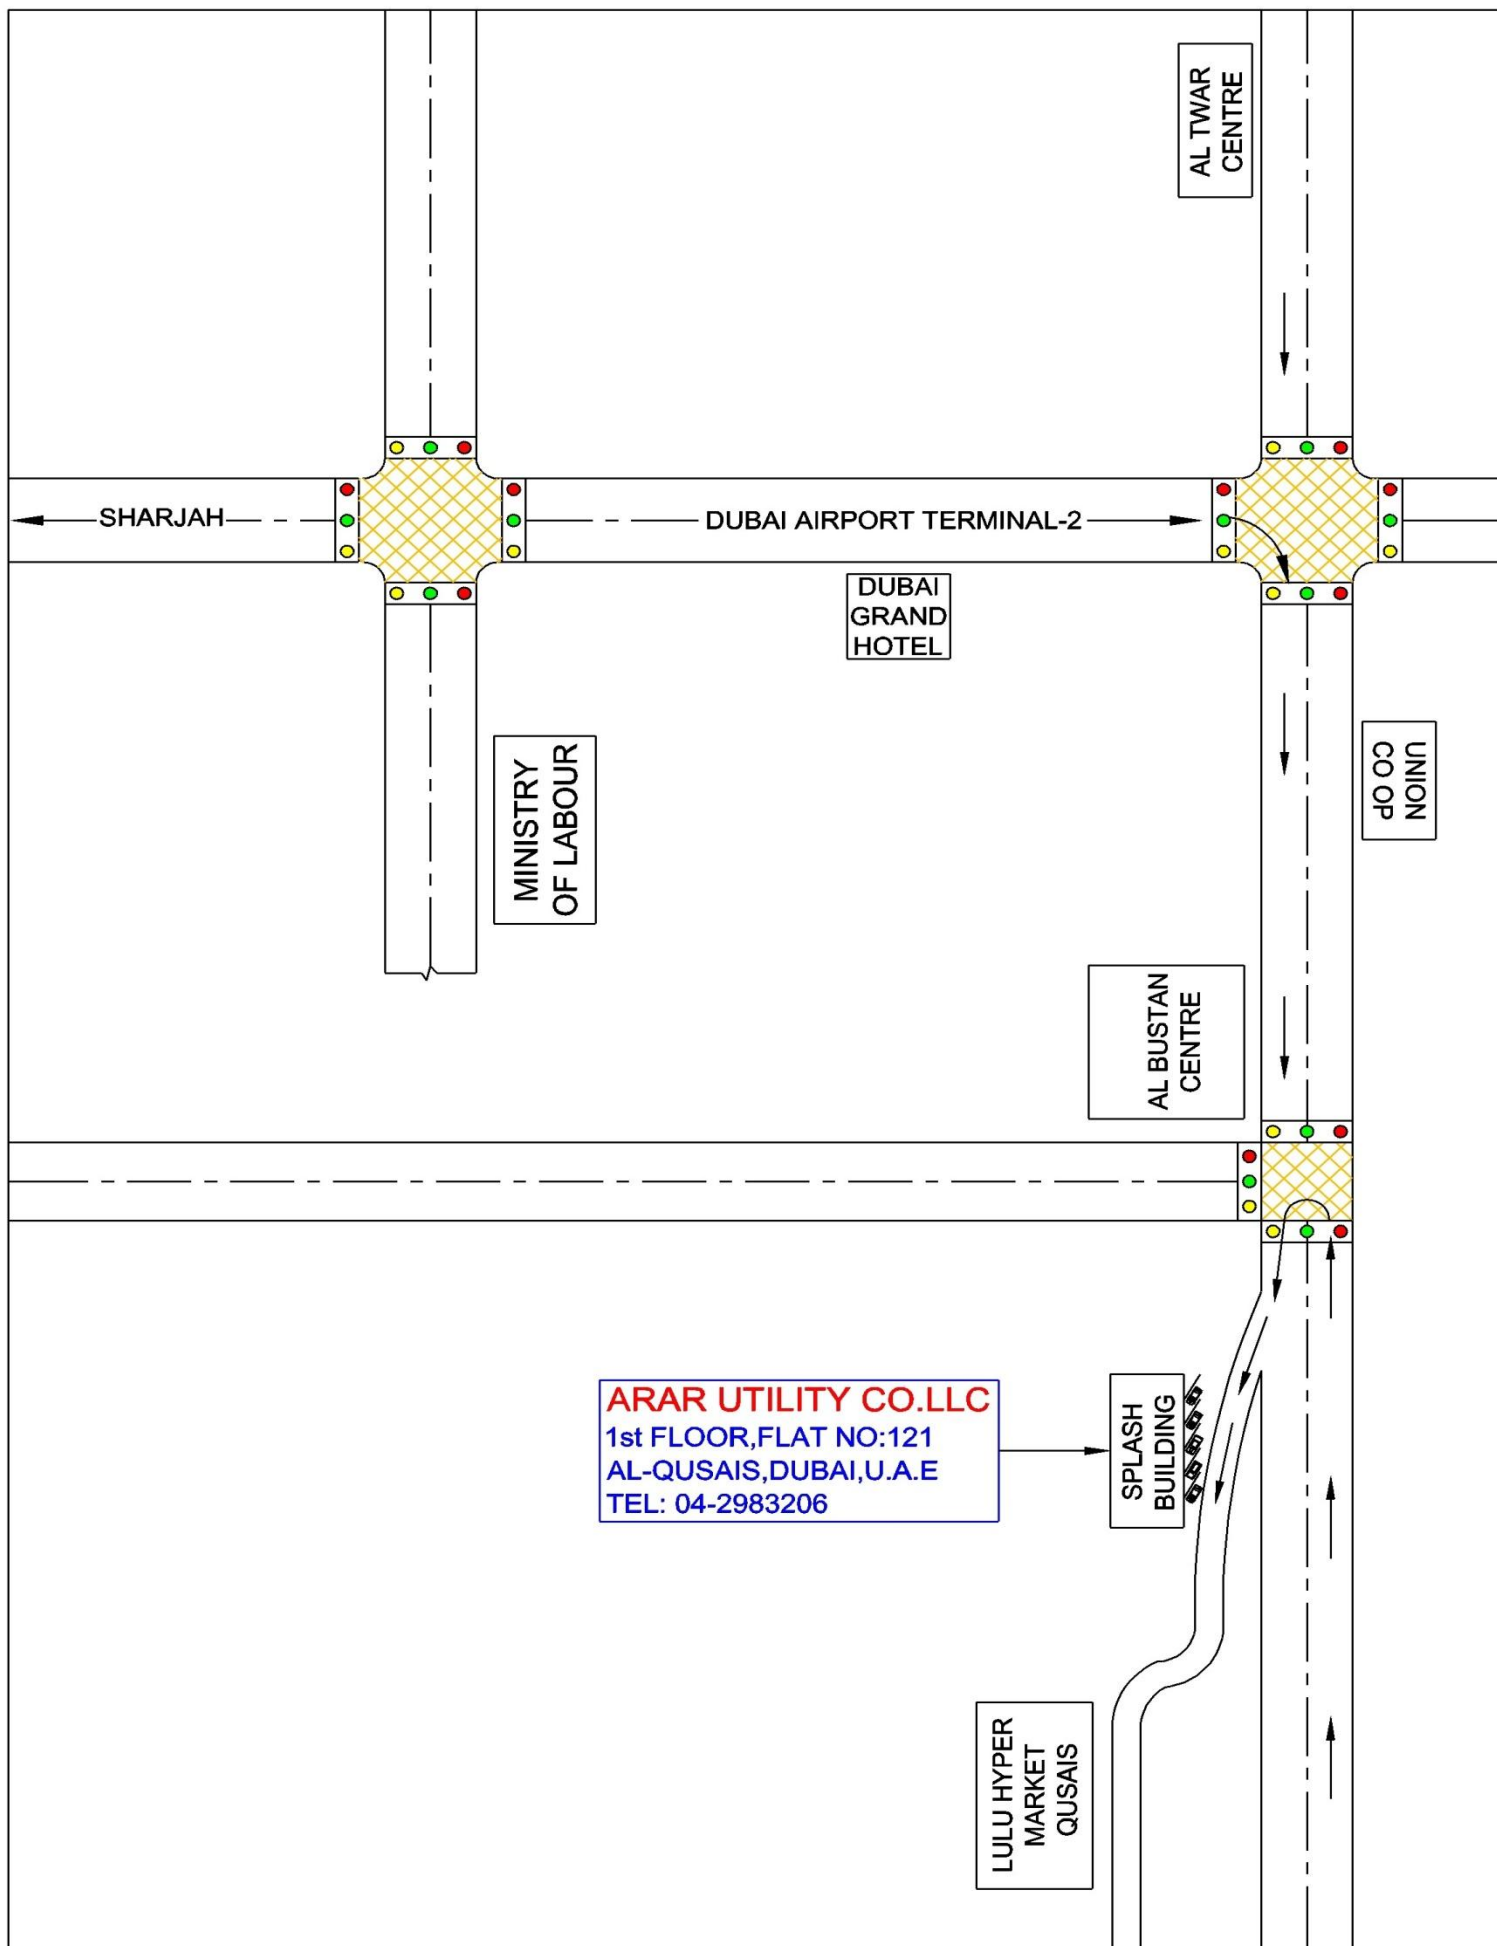 AL TWAR
CENTRE
SHARJAH
DUBAI AIRPORT TERMINAL-2
DUBAI
GRAND
HOTEL
UNION
CO OP
MINISTRY
OF LABOUR
AL BUSTAN
CENTRE
ARAR UTILITY CO.LLC
1st FLOOR,FLAT NO:121
AL-QUSAIS,DUBAI,U.A.E
TEL: 04-2983206
SPLASH
BUILDING
LULU HYPER
MARKET
QUSAIS